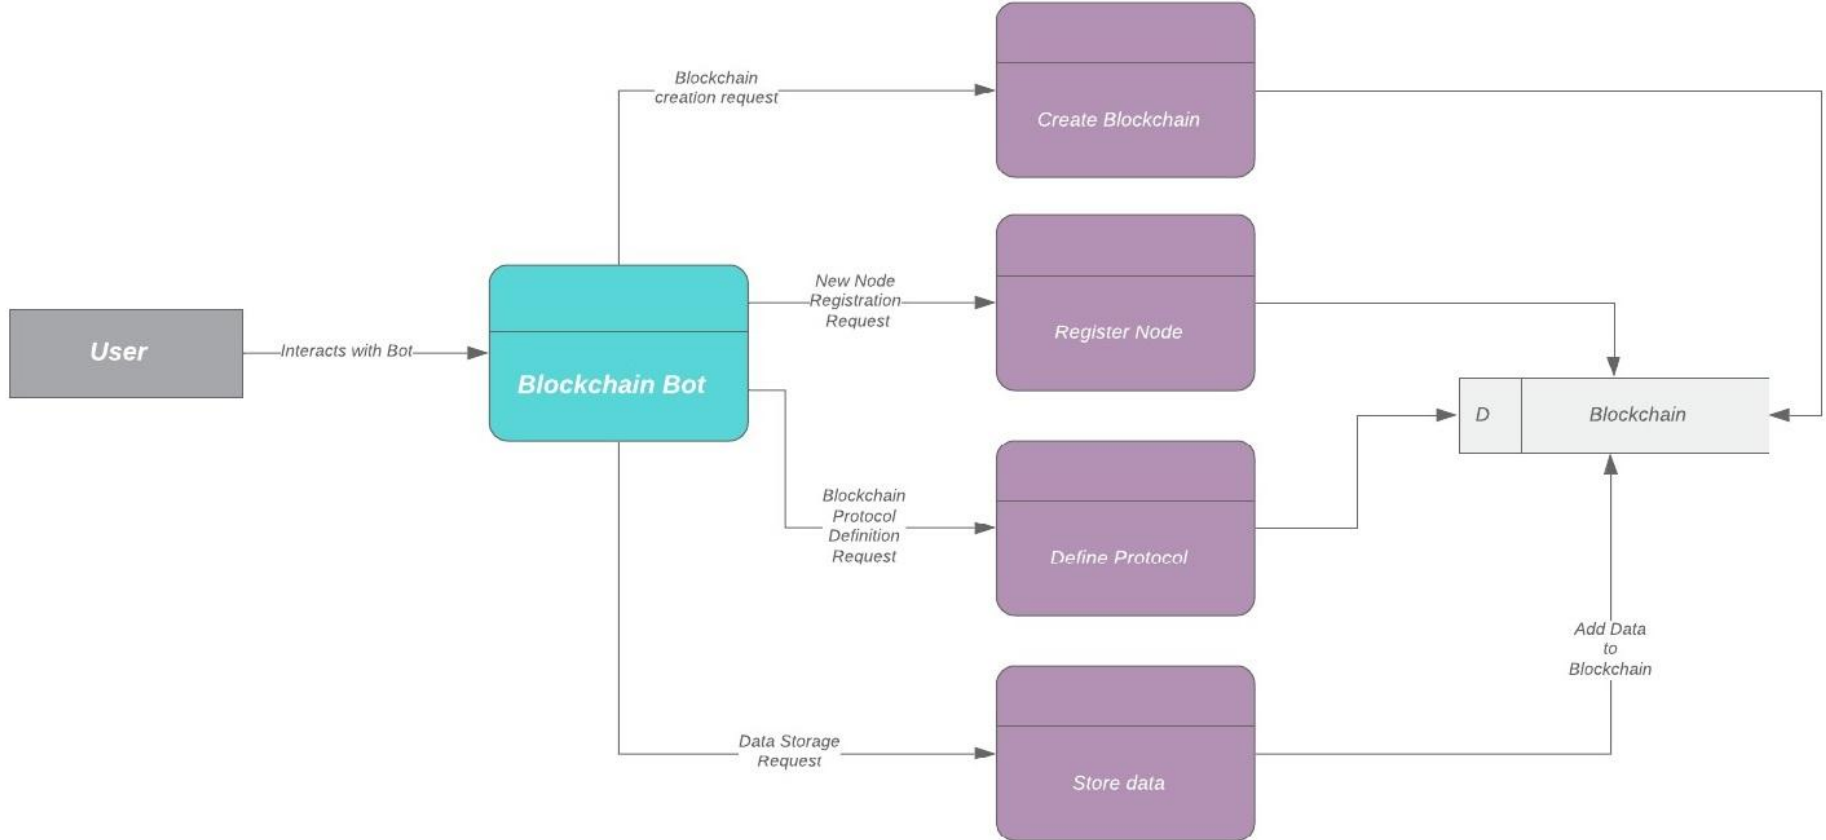 Blockchain
creation request
Create Blockchain
New Node
Registration
Request
Register Node
User
Interacts with Bot
Blockchain Bot
D
Blockchain
Blockchain
Protocol
Definition
Request
Define Protocol
Add Data
to
Blockchain
Data Storage
Request
Store data